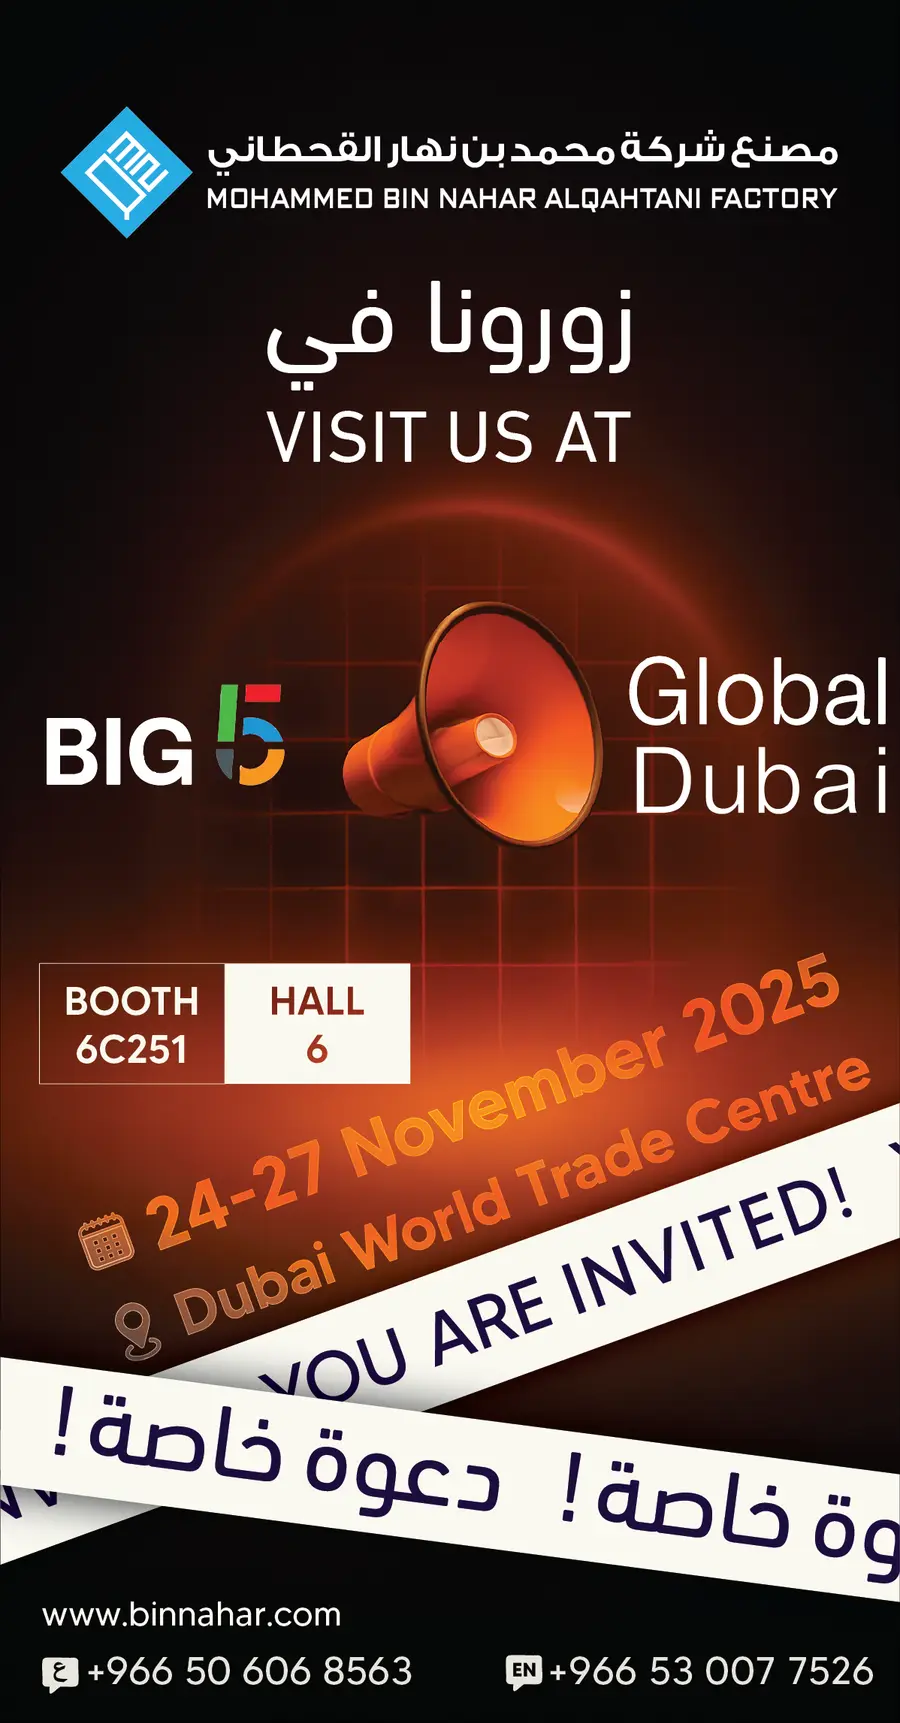 مصنع شركة محمد بن نهار القحطاني
MOHAMMED BIN NAHAR ALQAHTANI FACTORY
زورونا في
VISIT US AT
BIG 5
Global
Dubai
BOOTH
6C251
HALL
6
24-27 November 2025
Dubai World Trade Centre
YOU ARE INVITED!
دعوة خاصة!
وة خاصة!
www.binnahar.com
ع +966 50 606 8563
EN +966 53 007 7526